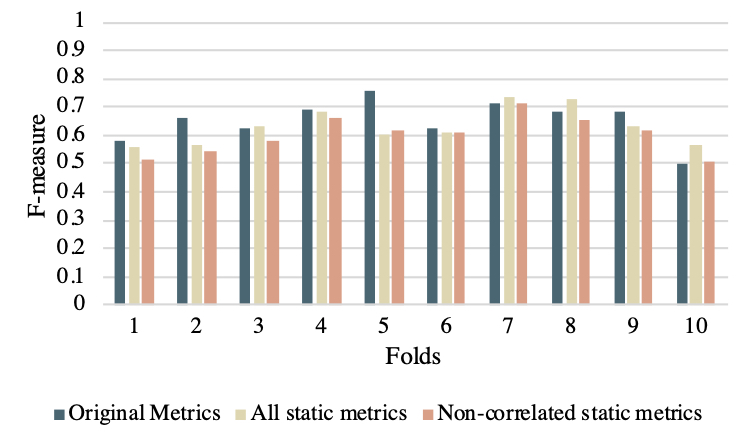 F-measure
1
0.9
0.8
0.7
0.6
0.5
0.4
0.3
0.2
0.1
0
1 2 3 4 5 6 7 8 9 10
Folds
Original Metrics All static metrics Non-correlated static metrics